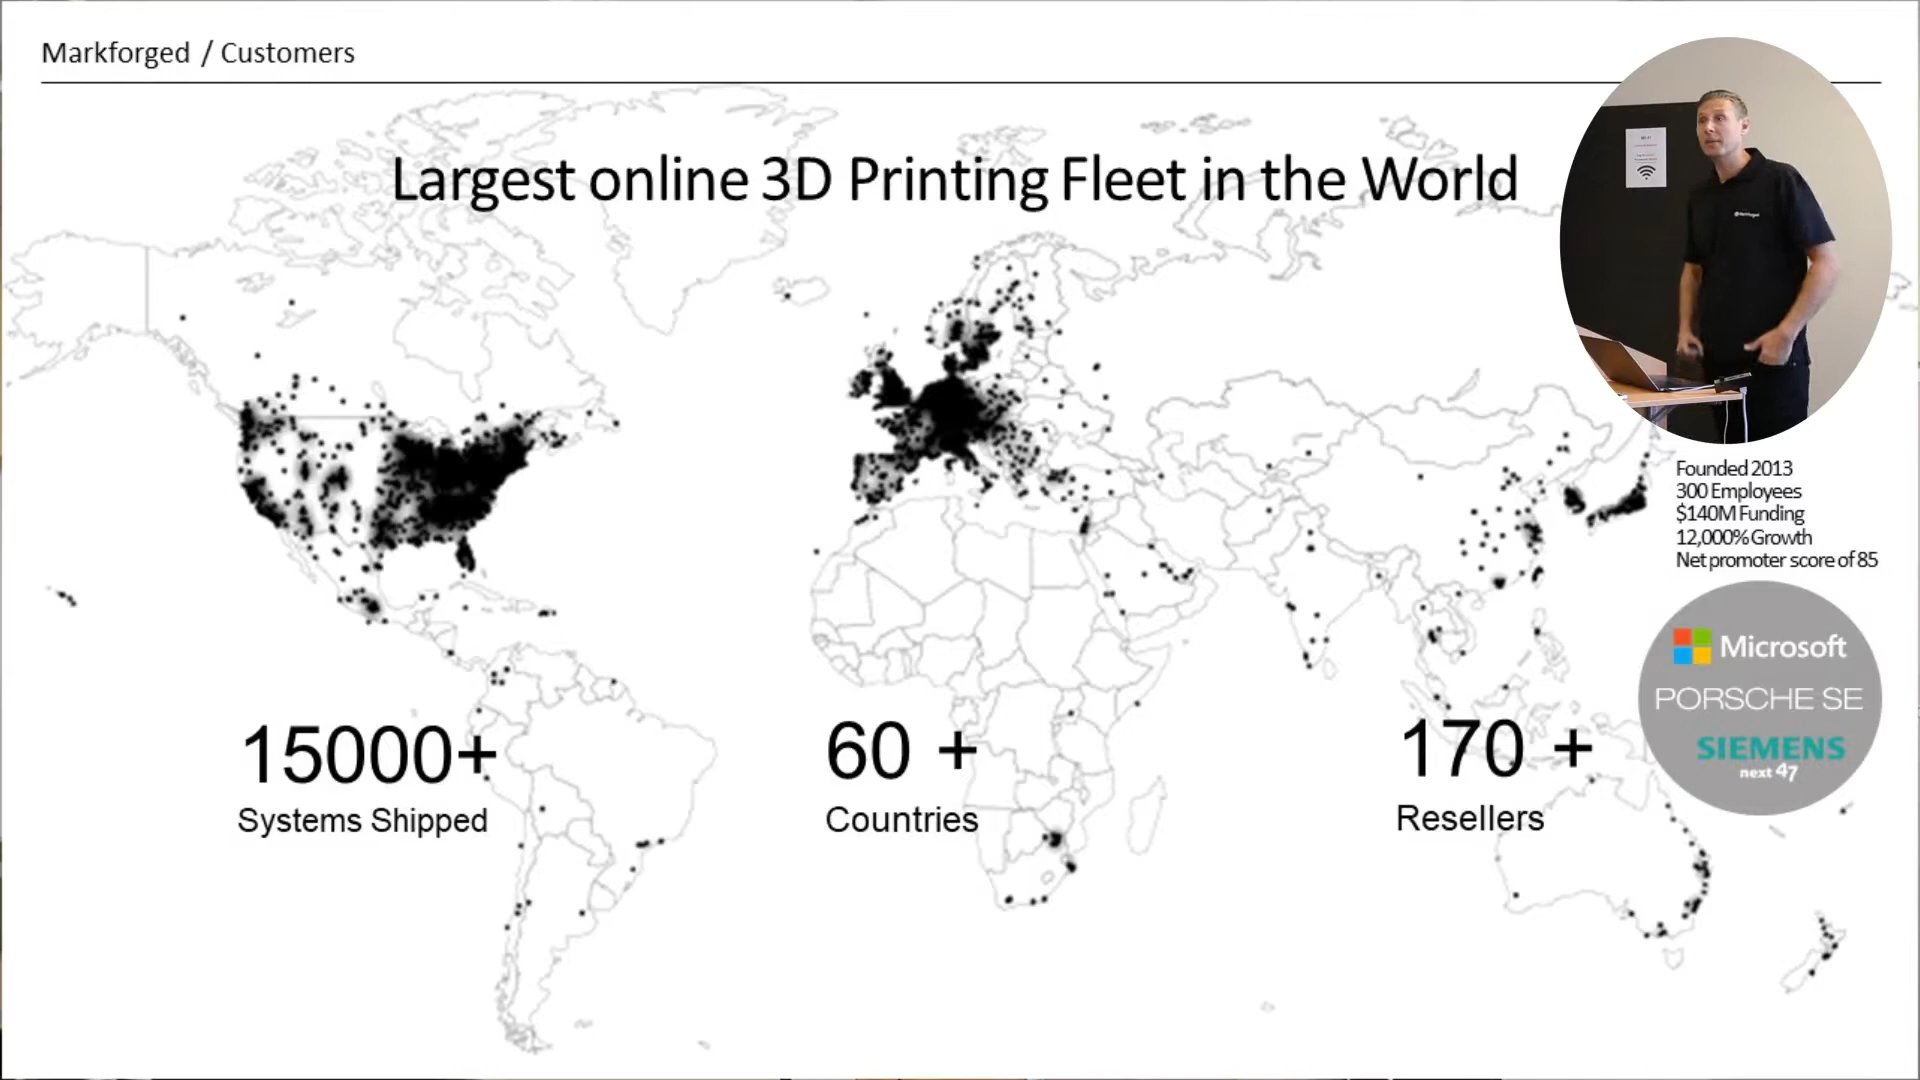 Markforged / Customers
Largest online 3D Printing Fleet in the World
Founded 2013
300 Employees
$140M Funding
12,000% Growth
Net promoter score of 85
Microsoft
PORSCHE SE
SIEMENS
next 47
15000+
Systems Shipped
60 +
Countries
170 +
Resellers